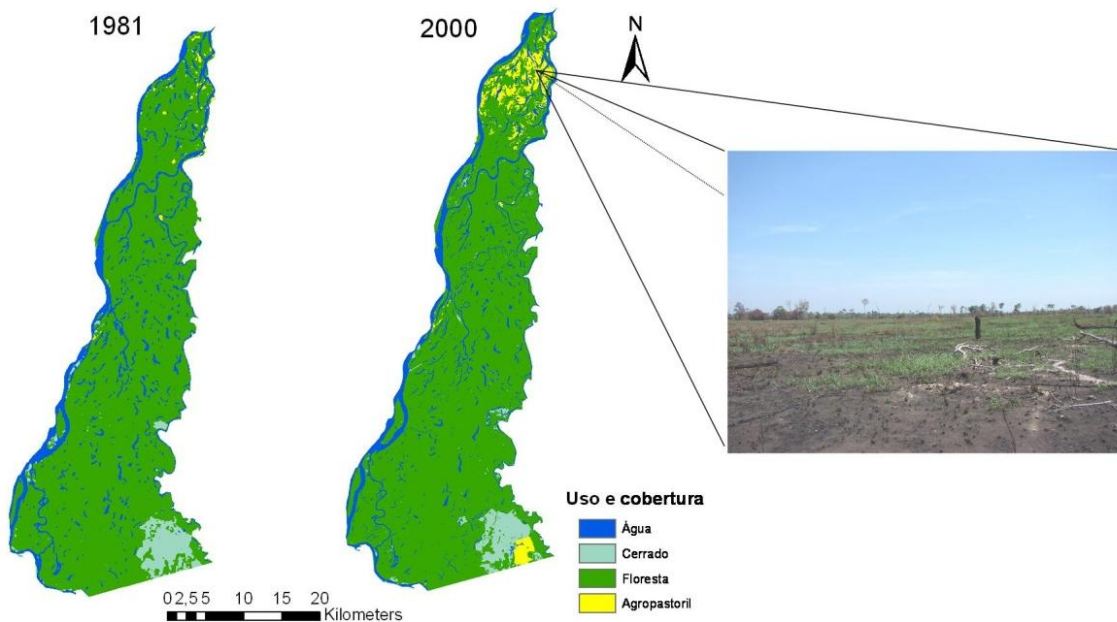 1981
2000
N
Uso e cobertura
Água
Cerrado
Floresta
Agropastoril
0 2,5 5 10 15 20
Kilometers